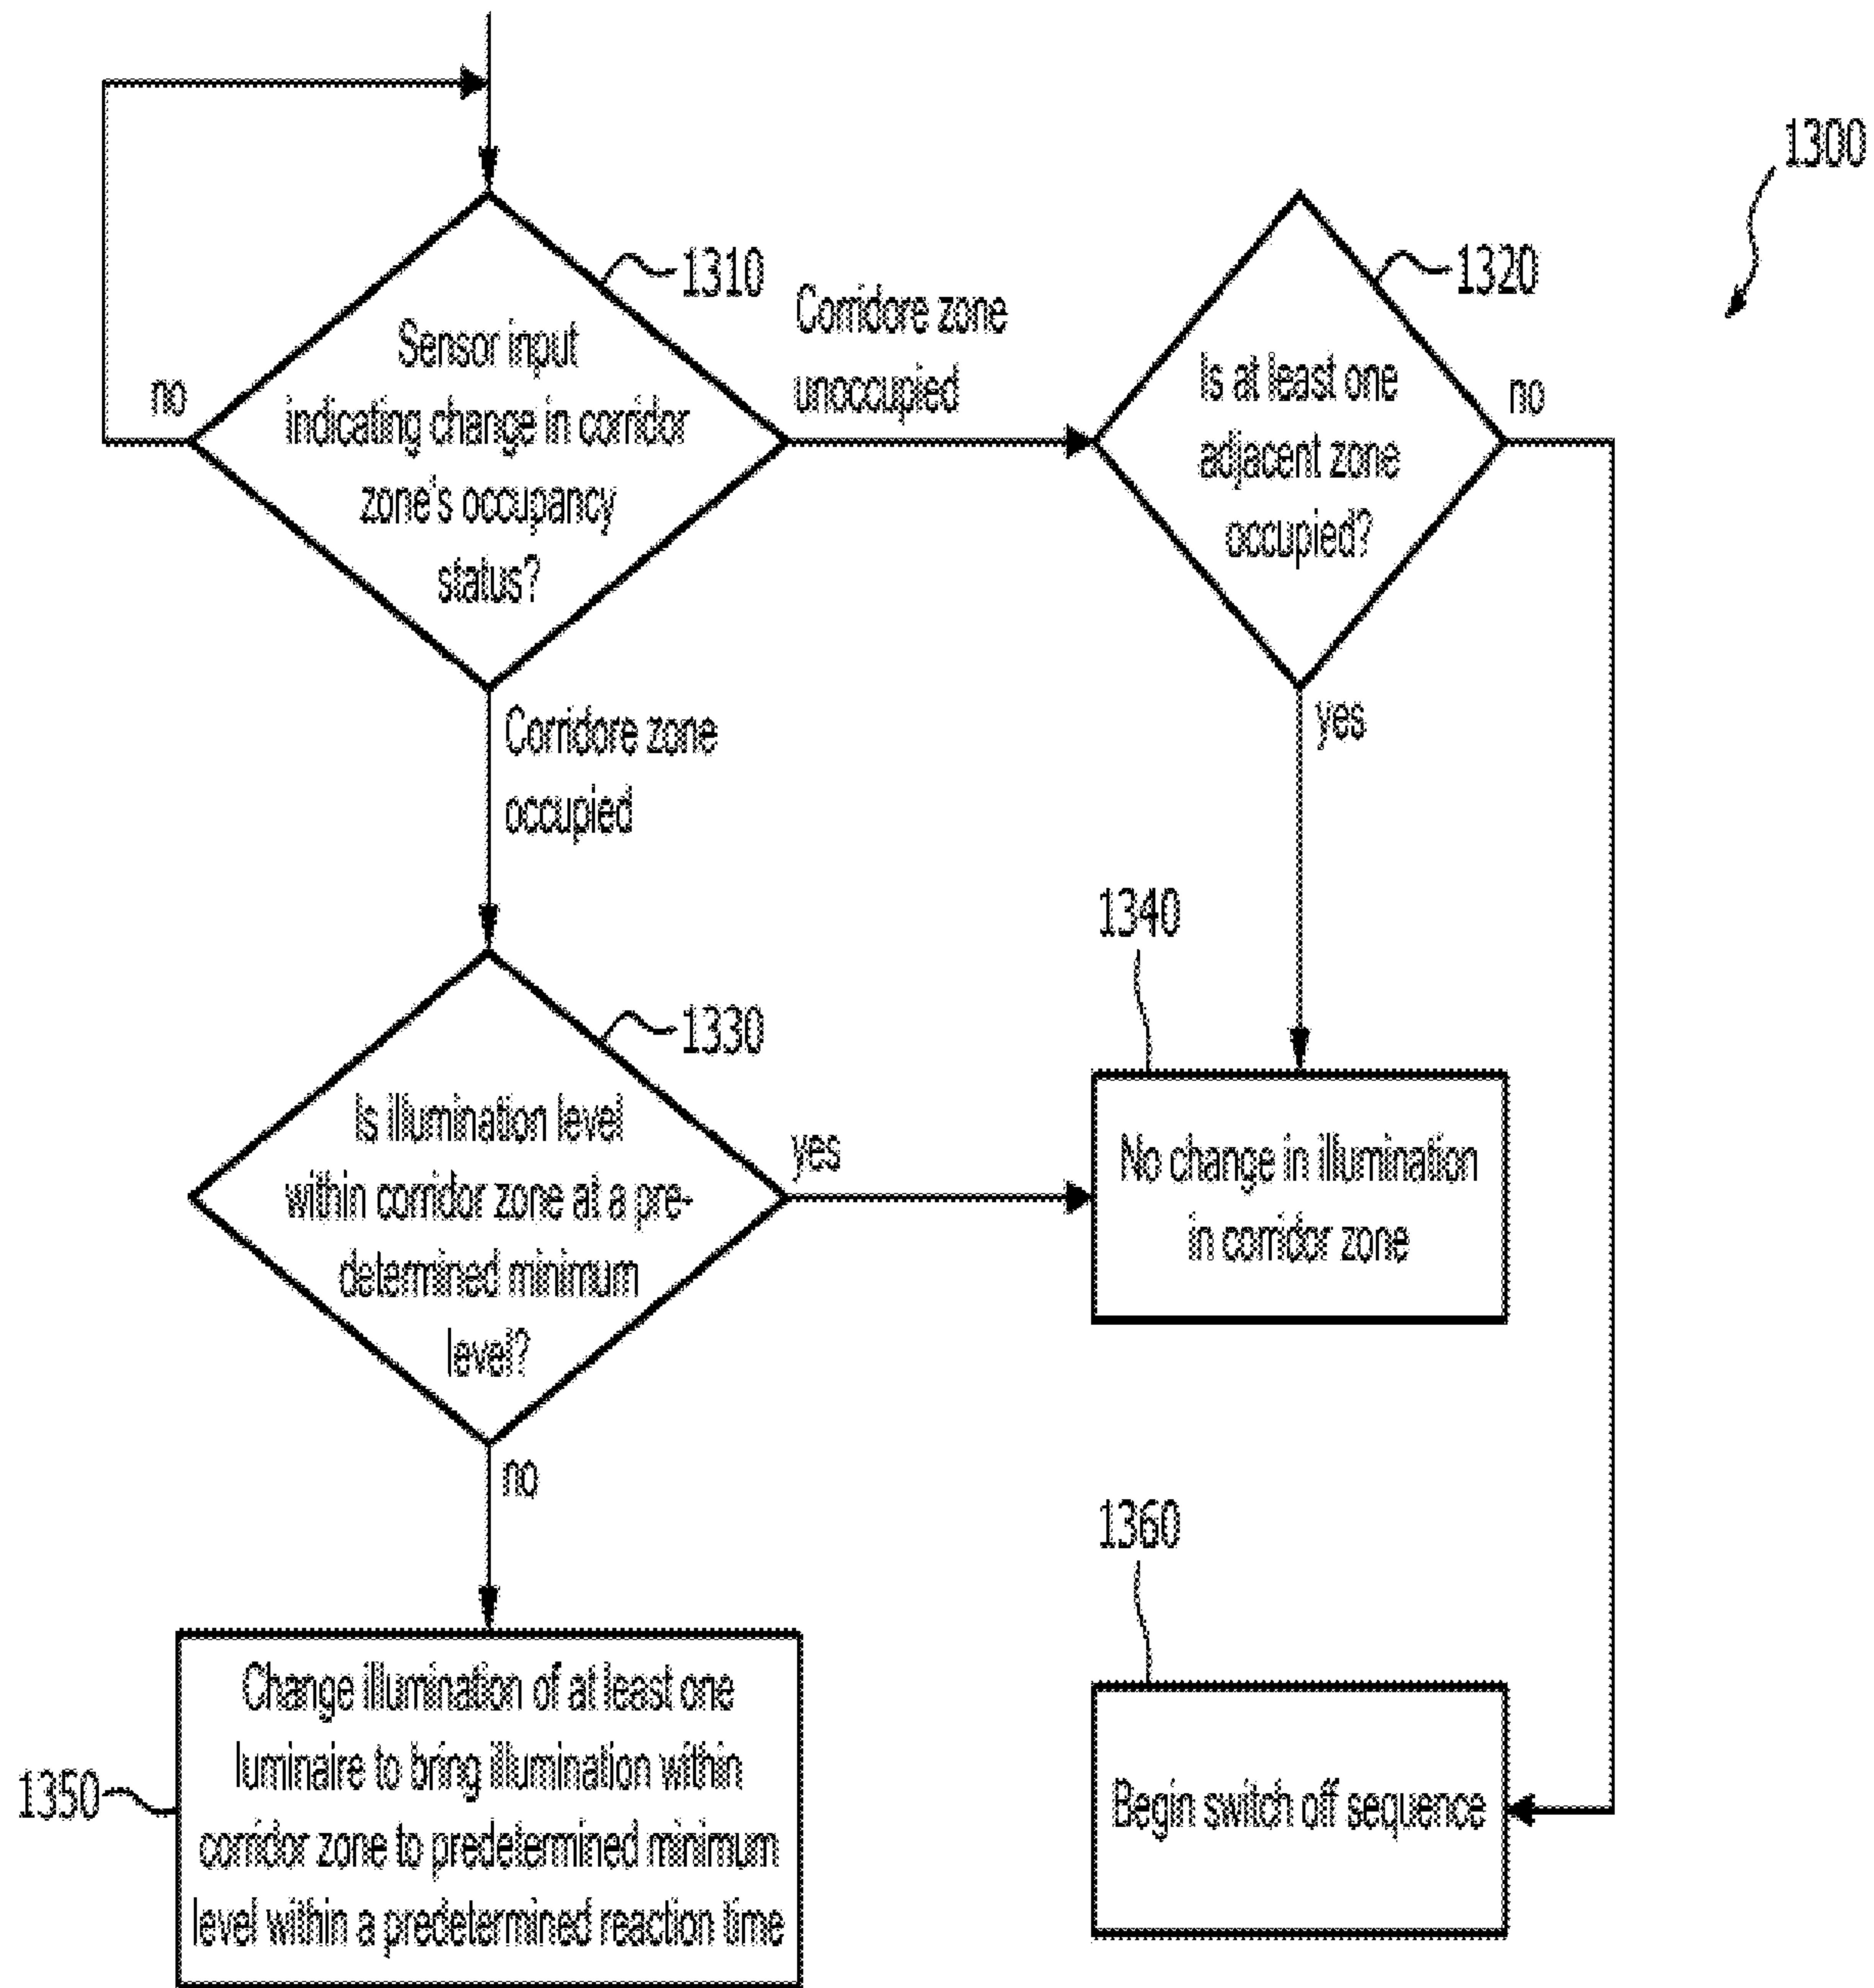 1300
1310
Sensor input
indicating change in corridor
zone's occupancy
status?
no
Corridore zone
unoccupied
1320
Is at least one
adjacent zone
occupied?
no
yes
Corridore zone
occupied
1330
Is illumination level
within corridor zone at a pre-
determined minimum
level?
yes
no
1340
No change in illumination
in corridor zone
1350
Change illumination of at least one
luminaire to bring illumination within
corridor zone to predetermined minimum
level within a predetermined reaction time
1360
Begin switch off sequence